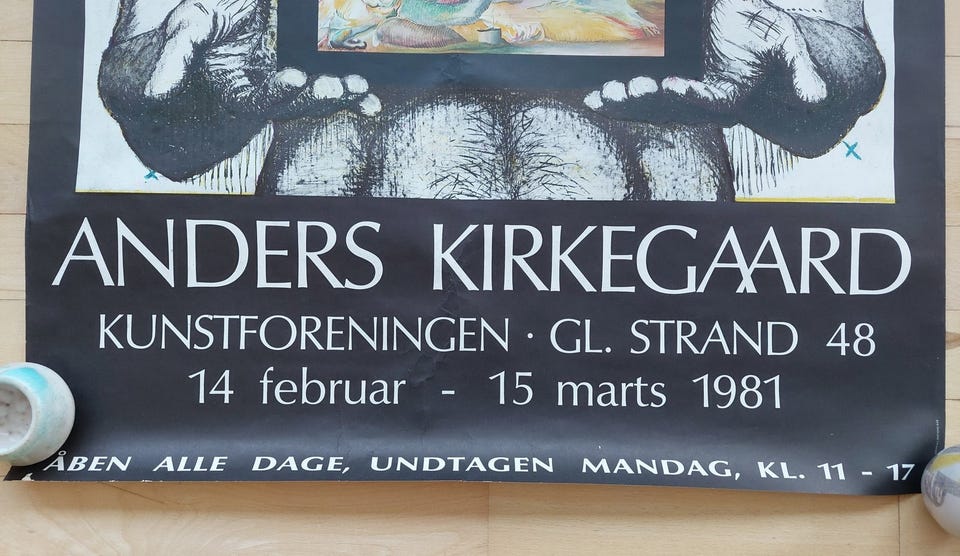 ANDERS KIRKEGAARD
KUNSTFORENINGEN · GL. STRAND 48
14 februar - 15 marts 1981
ÅBEN ALLE DAGE, UNDTAGEN MANDAG, KL. 11 - 17